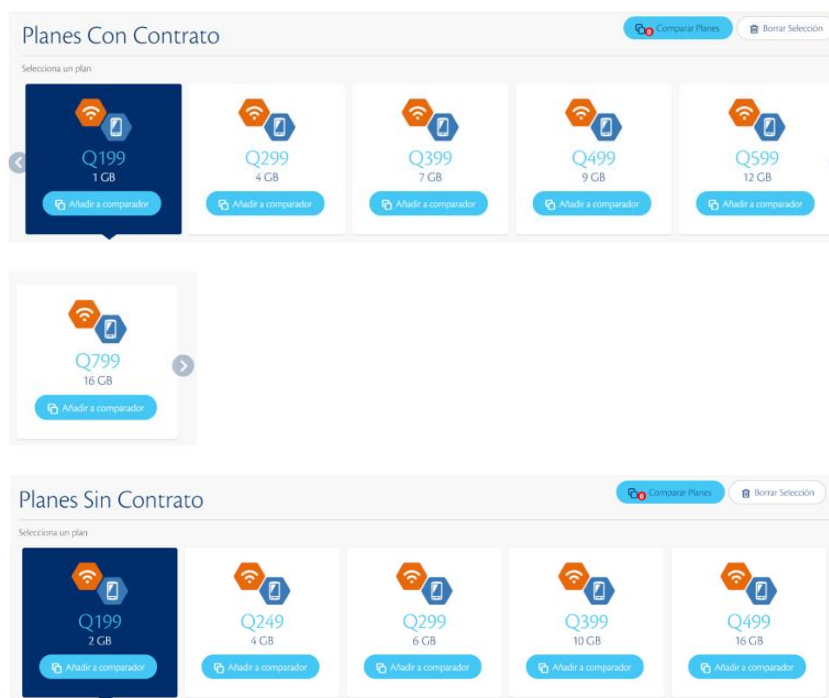 Planes Con Contrato
0 Comparar Planes
Borrar Selección
Selecciona un plan
Q199
1 GB
Añadir a comparador
Q299
4 GB
Añadir a comparador
Q399
7 GB
Añadir a comparador
Q499
9 GB
Añadir a comparador
Q599
12 GB
Añadir a comparador
Q799
16 GB
Añadir a comparador
Planes Sin Contrato
0 Comparar Planes
Borrar Selección
Selecciona un plan
Q199
2 GB
Añadir a comparador
Q249
4 GB
Añadir a comparador
Q299
6 GB
Añadir a comparador
Q399
10 GB
Añadir a comparador
Q499
16 GB
Añadir a comparador